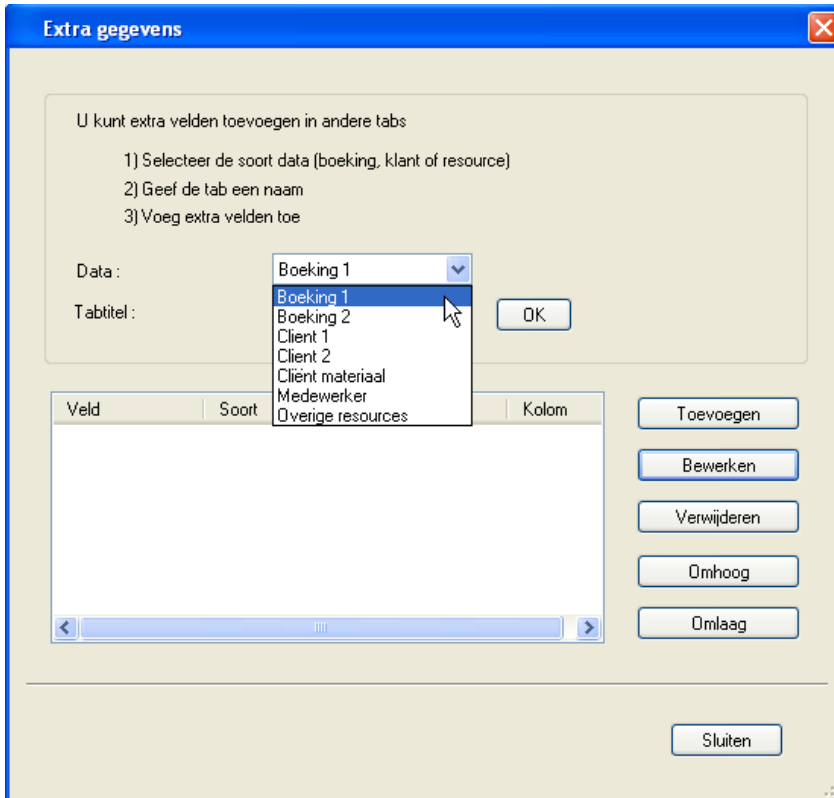 Extra gegevens
U kunt extra velden toevoegen in andere tabs
1) Selecteer de soort data (boeking, klant of resource)
2) Geef de tab een naam
3) Voeg extra velden toe
Data :
Boeking 1
Boeking 1
Boeking 2
Client 1
Client 2
Cliënt materiaal
Medewerker
Overige resources
Tabtitel :
OK
Veld Soort Kolom
Toevoegen
Bewerken
Verwijderen
Omhoog
Omlaag
Sluiten